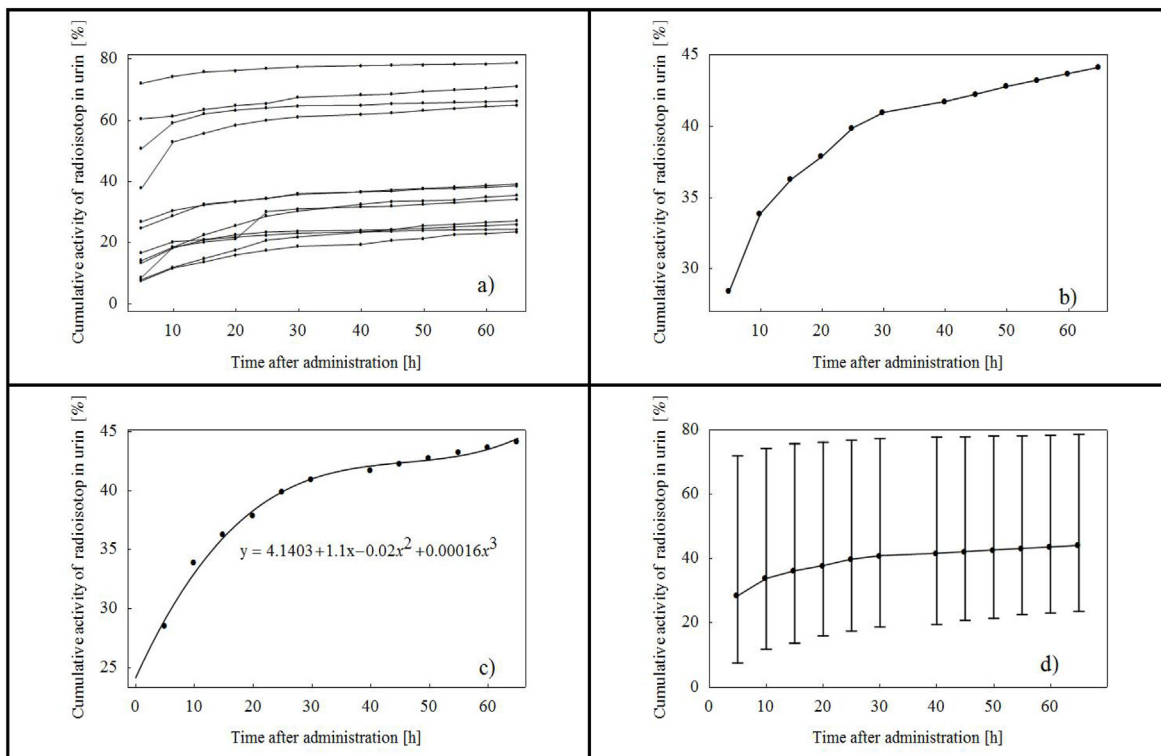 Cumulative activity of radioisotop in urin [%]
80
60
40
20
0
10 20 30 40 50 60
a)
Time after administration [h]
Cumulative activity of radioisotop in urin [%]
45
40
35
30
10 20 30 40 50 60
b)
Time after administration [h]
Cumulative activity of radioisotop in urin [%]
45
40
35
30
25
y = 4.1403+1.1x−0.02x² +0.00016x³
0 10 20 30 40 50 60
c)
Time after administration [h]
Cumulative activity of radioisotop in urin [%]
80
60
40
20
0
0 10 20 30 40 50 60
d)
Time after administration [h]